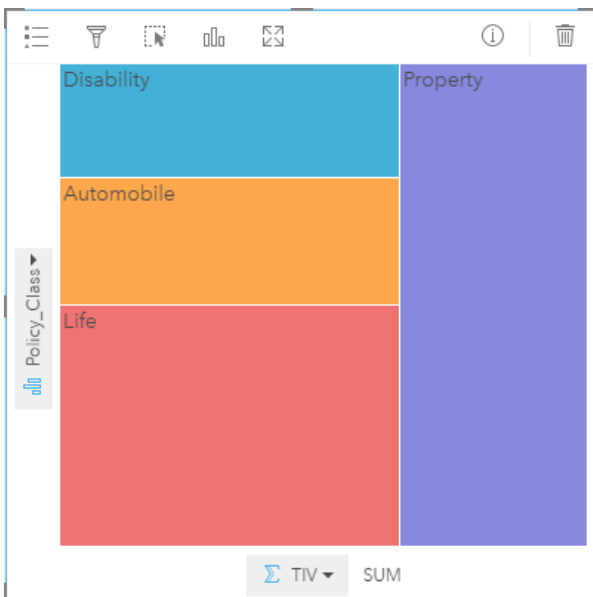 Disability
Property
Automobile
Life
Policy_Class
TIV SUM